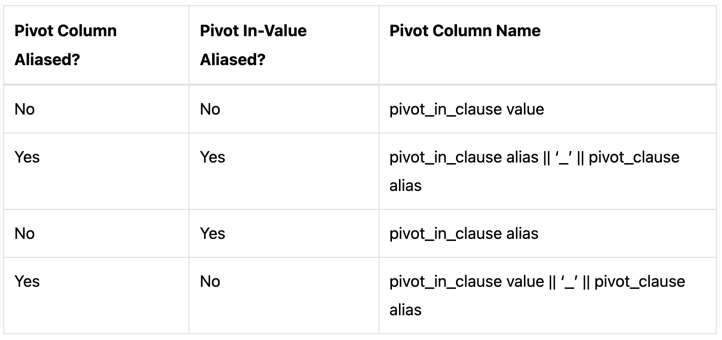 Pivot Column Pivot In-Value Pivot Column Name
Aliased? Aliased?
No No pivot_in_clause value
Yes Yes pivot_in_clause alias || ‘_’ || pivot_clause
alias
No Yes pivot_in_clause alias
Yes No pivot_in_clause value || ‘_’ || pivot_clause
alias